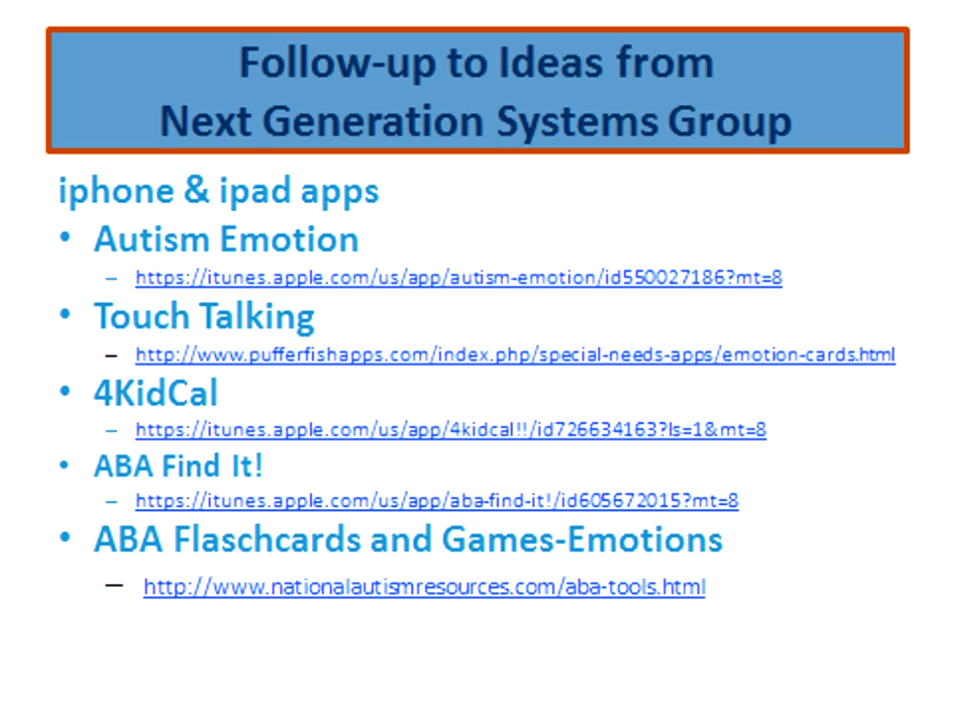 Follow-up to Ideas from
Next Generation Systems Group
iphone & ipad apps
• Autism Emotion
– https://itunes.apple.com/us/app/autism-emotion/id550027186?mt=8
• Touch Talking
– http://www.pufferfishapps.com/index.php/special-needs-apps/emotion-cards.html
• 4KidCal
– https://itunes.apple.com/us/app/4kidcal!!/id726634163?ls=1&mt=8
• ABA Find It!
– https://itunes.apple.com/us/app/aba-find-it!/id605672015?mt=8
• ABA Flaschcards and Games-Emotions
– http://www.nationalautismresources.com/aba-tools.html